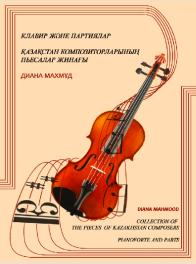 КЛАВИР ЖӘНЕ ПАРТИЯЛАР
ҚАЗАҚСТАН КОМПОЗИТОРЛАРЫНЫҢ
ПЬЕСАЛАР ЖИНАҒЫ
ДИАНА МАХМҰД
DIANA MAHMOOD
COLLECTION OF
THE PIECES OF KAZAKHSTAN COMPOSERS
PIANOFORTE AND PARTS